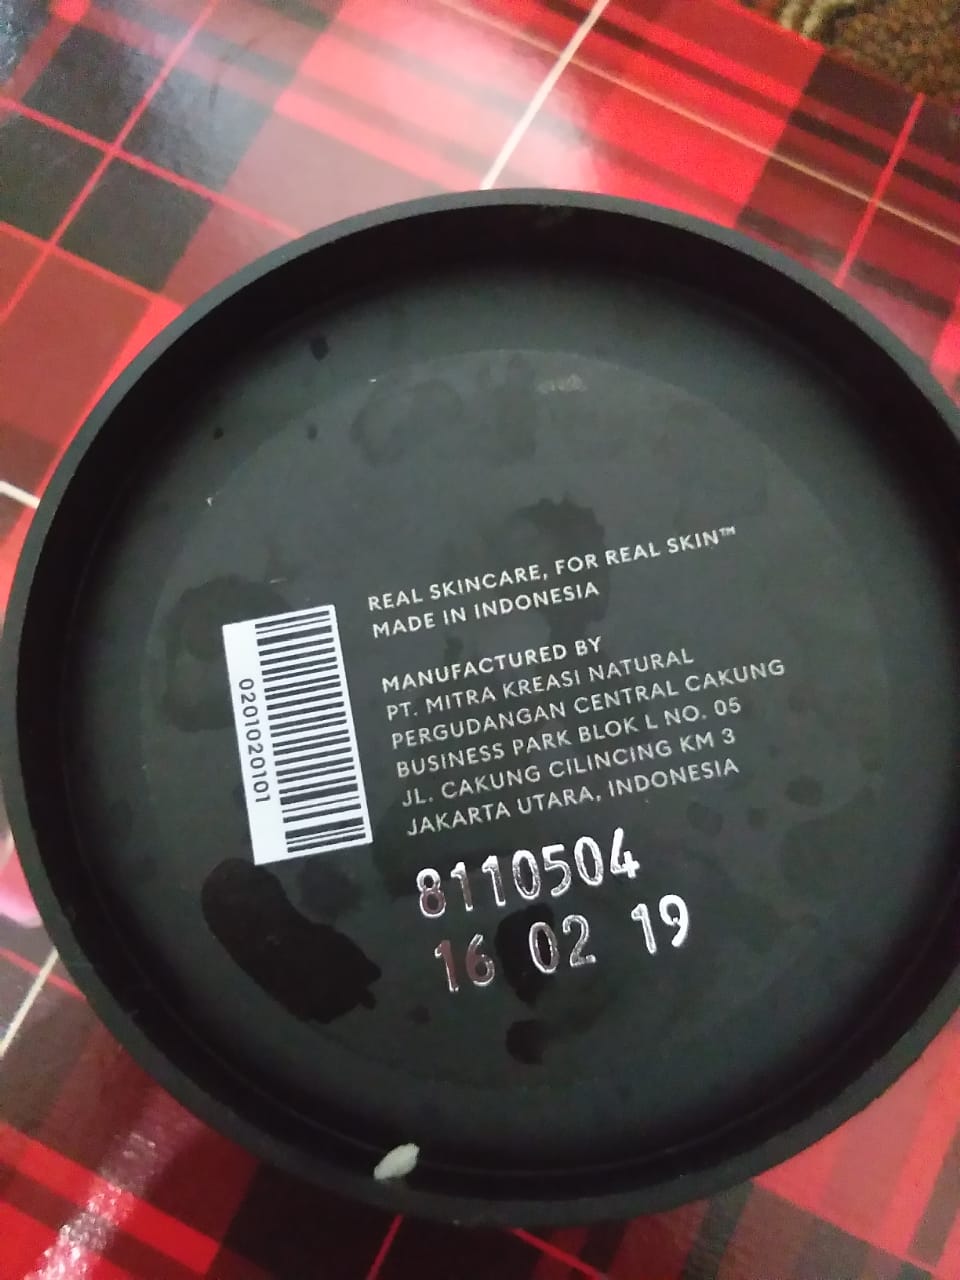 REAL SKINCARE, FOR REAL SKIN™
MADE IN INDONESIA
MANUFACTURED BY
PT. MITRA KREASI NATURAL
PERGUDANGAN CENTRAL CAKUNG
BUSINESS PARK BLOK L NO. 05
JL. CAKUNG CILINCING KM 3
JAKARTA UTARA, INDONESIA
0201020101
8110504
16 02 19